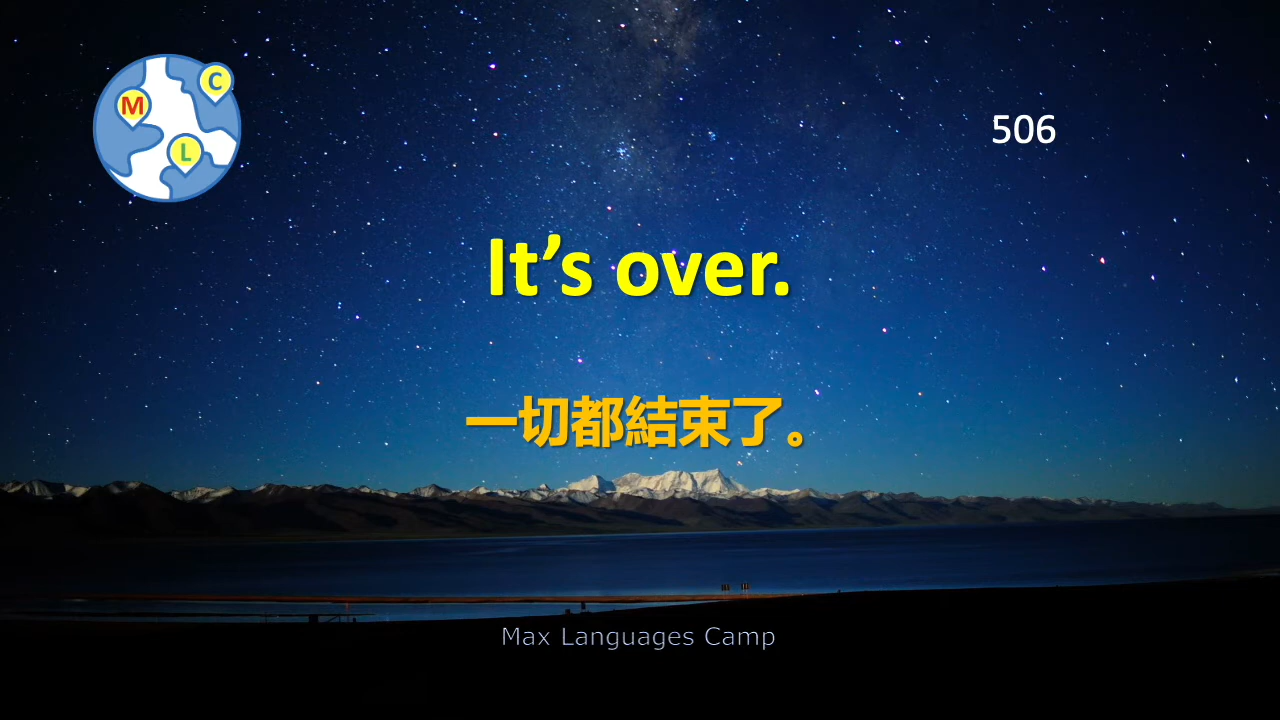 C
M
L
506
It’s over.
一切都結束了。
Max Languages Camp